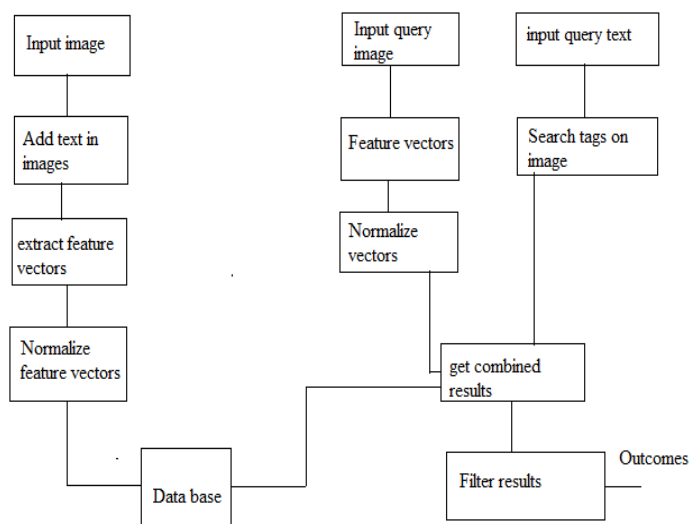 Input image
Add text in
images
extract feature
vectors
Normalize
feature vectors
Data base
Input query
image
Feature vectors
Normalize
vectors
input query text
Search tags on
image
get combined
results
Filter results
Outcomes